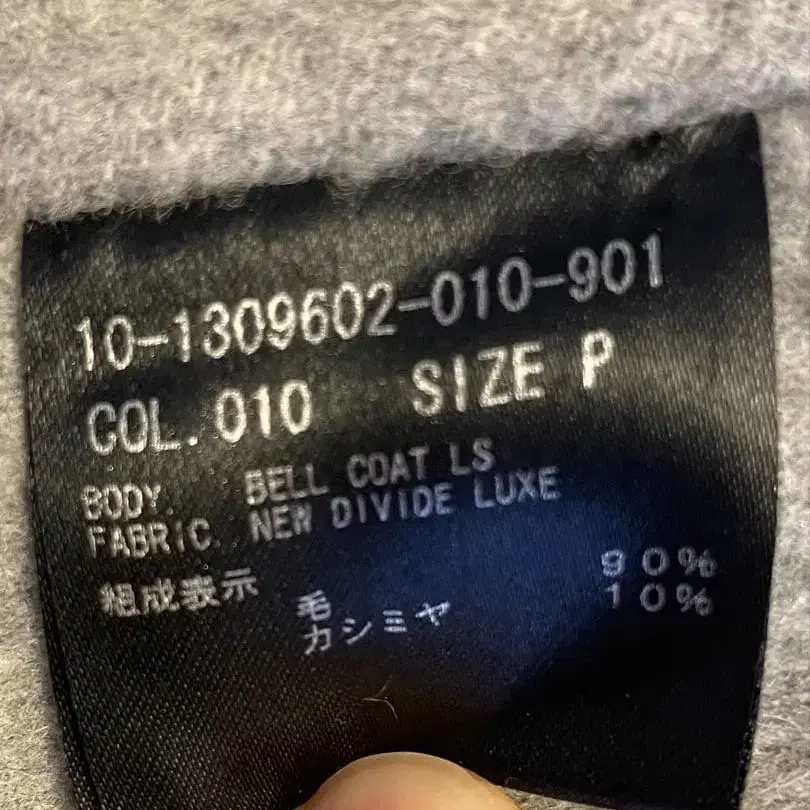 10-1309602-010-901
COL. 010 SIZE P
BODY. BELL COAT LS
FABRIC. NEW DIVIDE LUXE
組成表示
毛 90%
カシミヤ 10%